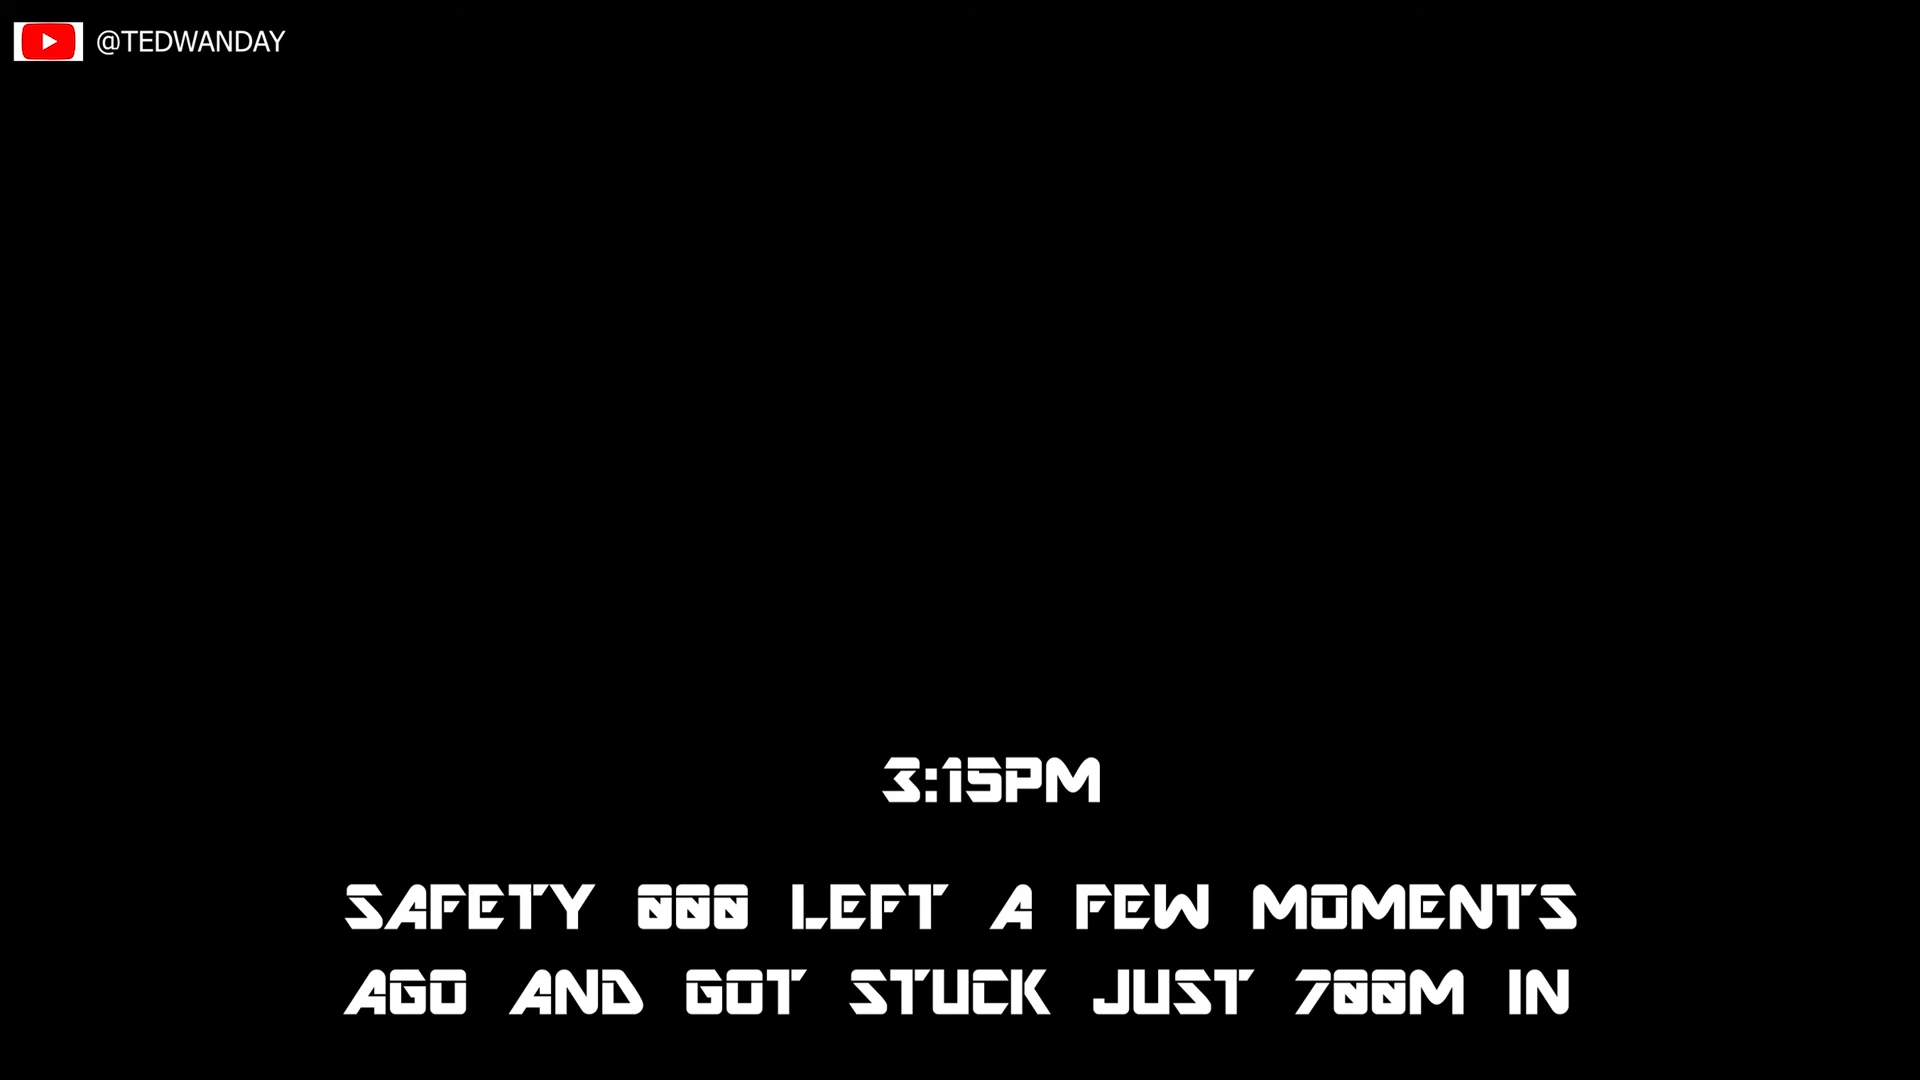 @TEDWANDAY
3:15PM
SAFETY 000 LEFT A FEW MOMENTS
AGO AND GOT STUCK JUST 700M IN